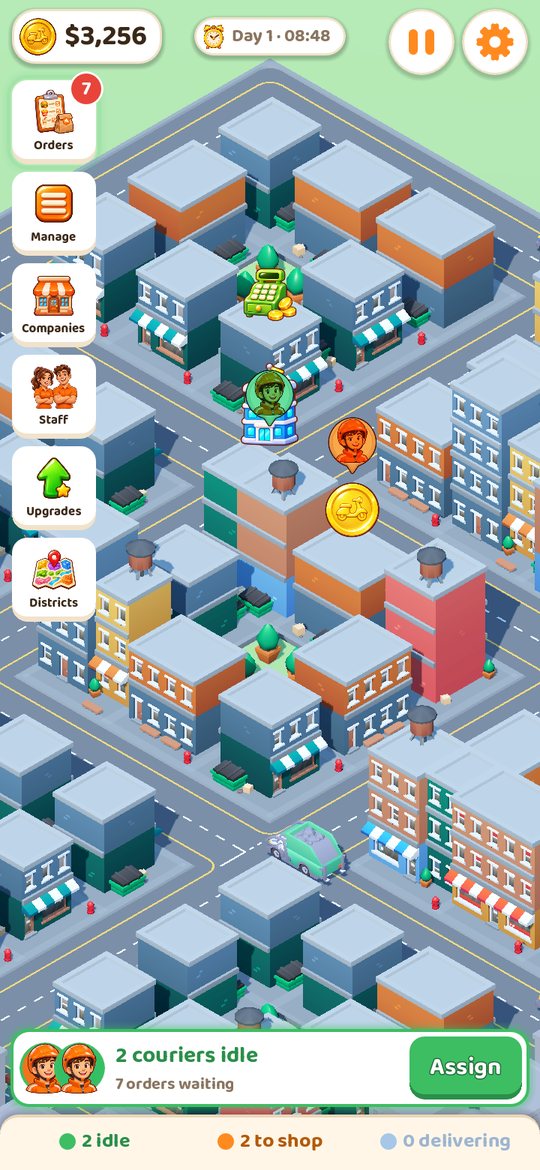 $3,256
Day 1 · 08:48
7
Orders
Manage
Companies
Staff
Upgrades
Districts
2 couriers idle
7 orders waiting
Assign
2 idle
2 to shop
0 delivering